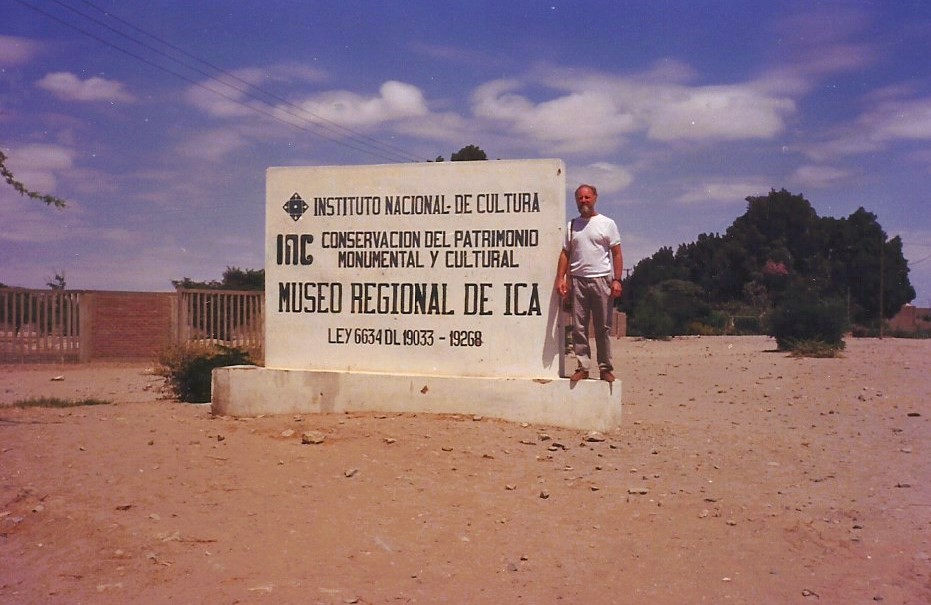 INSTITUTO NACIONAL DE CULTURA
INC CONSERVACION DEL PATRIMONIO
MONUMENTAL Y CULTURAL
MUSEO REGIONAL DE ICA
LEY 6634 DL 19033 - 19268